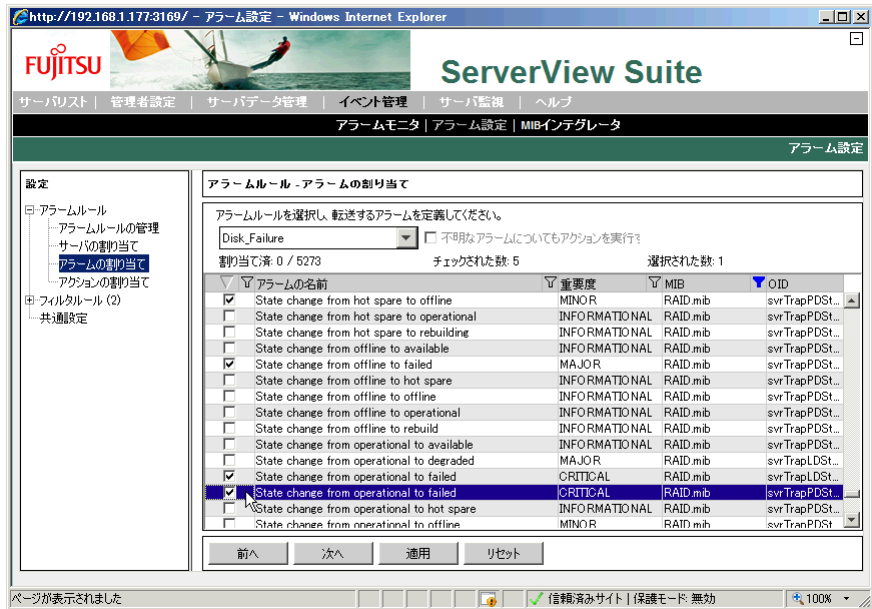 http://192.168.1.177:3169/ - アラーム設定 - Windows Internet Explorer
FUJITSU
ServerView Suite
サーバリスト | 管理者設定 | サーバデータ管理 | イベント管理 | サーバ監視 | ヘルプ
アラームモニタ | アラーム設定 | MIBインテグレータ
アラーム設定
設定
アラームルール
アラームルールの管理
サーバの割り当て
アラームの割り当て
アクションの割り当て
フィルタルール (2)
共通設定
アラームルール - アラームの割り当て
アラームルールを選択し、転送するアラームを定義してください。
Disk_Failure 不明なアラームについてもアクションを実行
割り当て済: 0 / 5273 チェックされた数: 5 選択された数: 1
アラームの名前 重要度 MIB OID
State change from hot spare to offline MINOR RAID.mib svrTrapPDSt...
State change from hot spare to operational INFORMATIONAL RAID.mib svrTrapPDSt...
State change from hot spare to rebuilding INFORMATIONAL RAID.mib svrTrapPDSt...
State change from offline to available INFORMATIONAL RAID.mib svrTrapPDSt...
State change from offline to failed MAJOR RAID.mib svrTrapPDSt...
State change from offline to hot spare INFORMATIONAL RAID.mib svrTrapPDSt...
State change from offline to offline INFORMATIONAL RAID.mib svrTrapPDSt...
State change from offline to operational INFORMATIONAL RAID.mib svrTrapPDSt...
State change from offline to rebuild INFORMATIONAL RAID.mib svrTrapPDSt...
State change from operational to available INFORMATIONAL RAID.mib svrTrapPDSt...
State change from operational to degraded MAJOR RAID.mib svrTrapLDSt...
State change from operational to failed CRITICAL RAID.mib svrTrapLDSt...
State change from operational to failed CRITICAL RAID.mib svrTrapPDSt...
State change from operational to hot spare INFORMATIONAL RAID.mib svrTrapPDSt...
State change from operational to offline MINOR RAID.mib svrTrapPDSt
前へ 次へ 適用 リセット
ページが表示されました 信頼済みサイト | 保護モード: 無効 100%